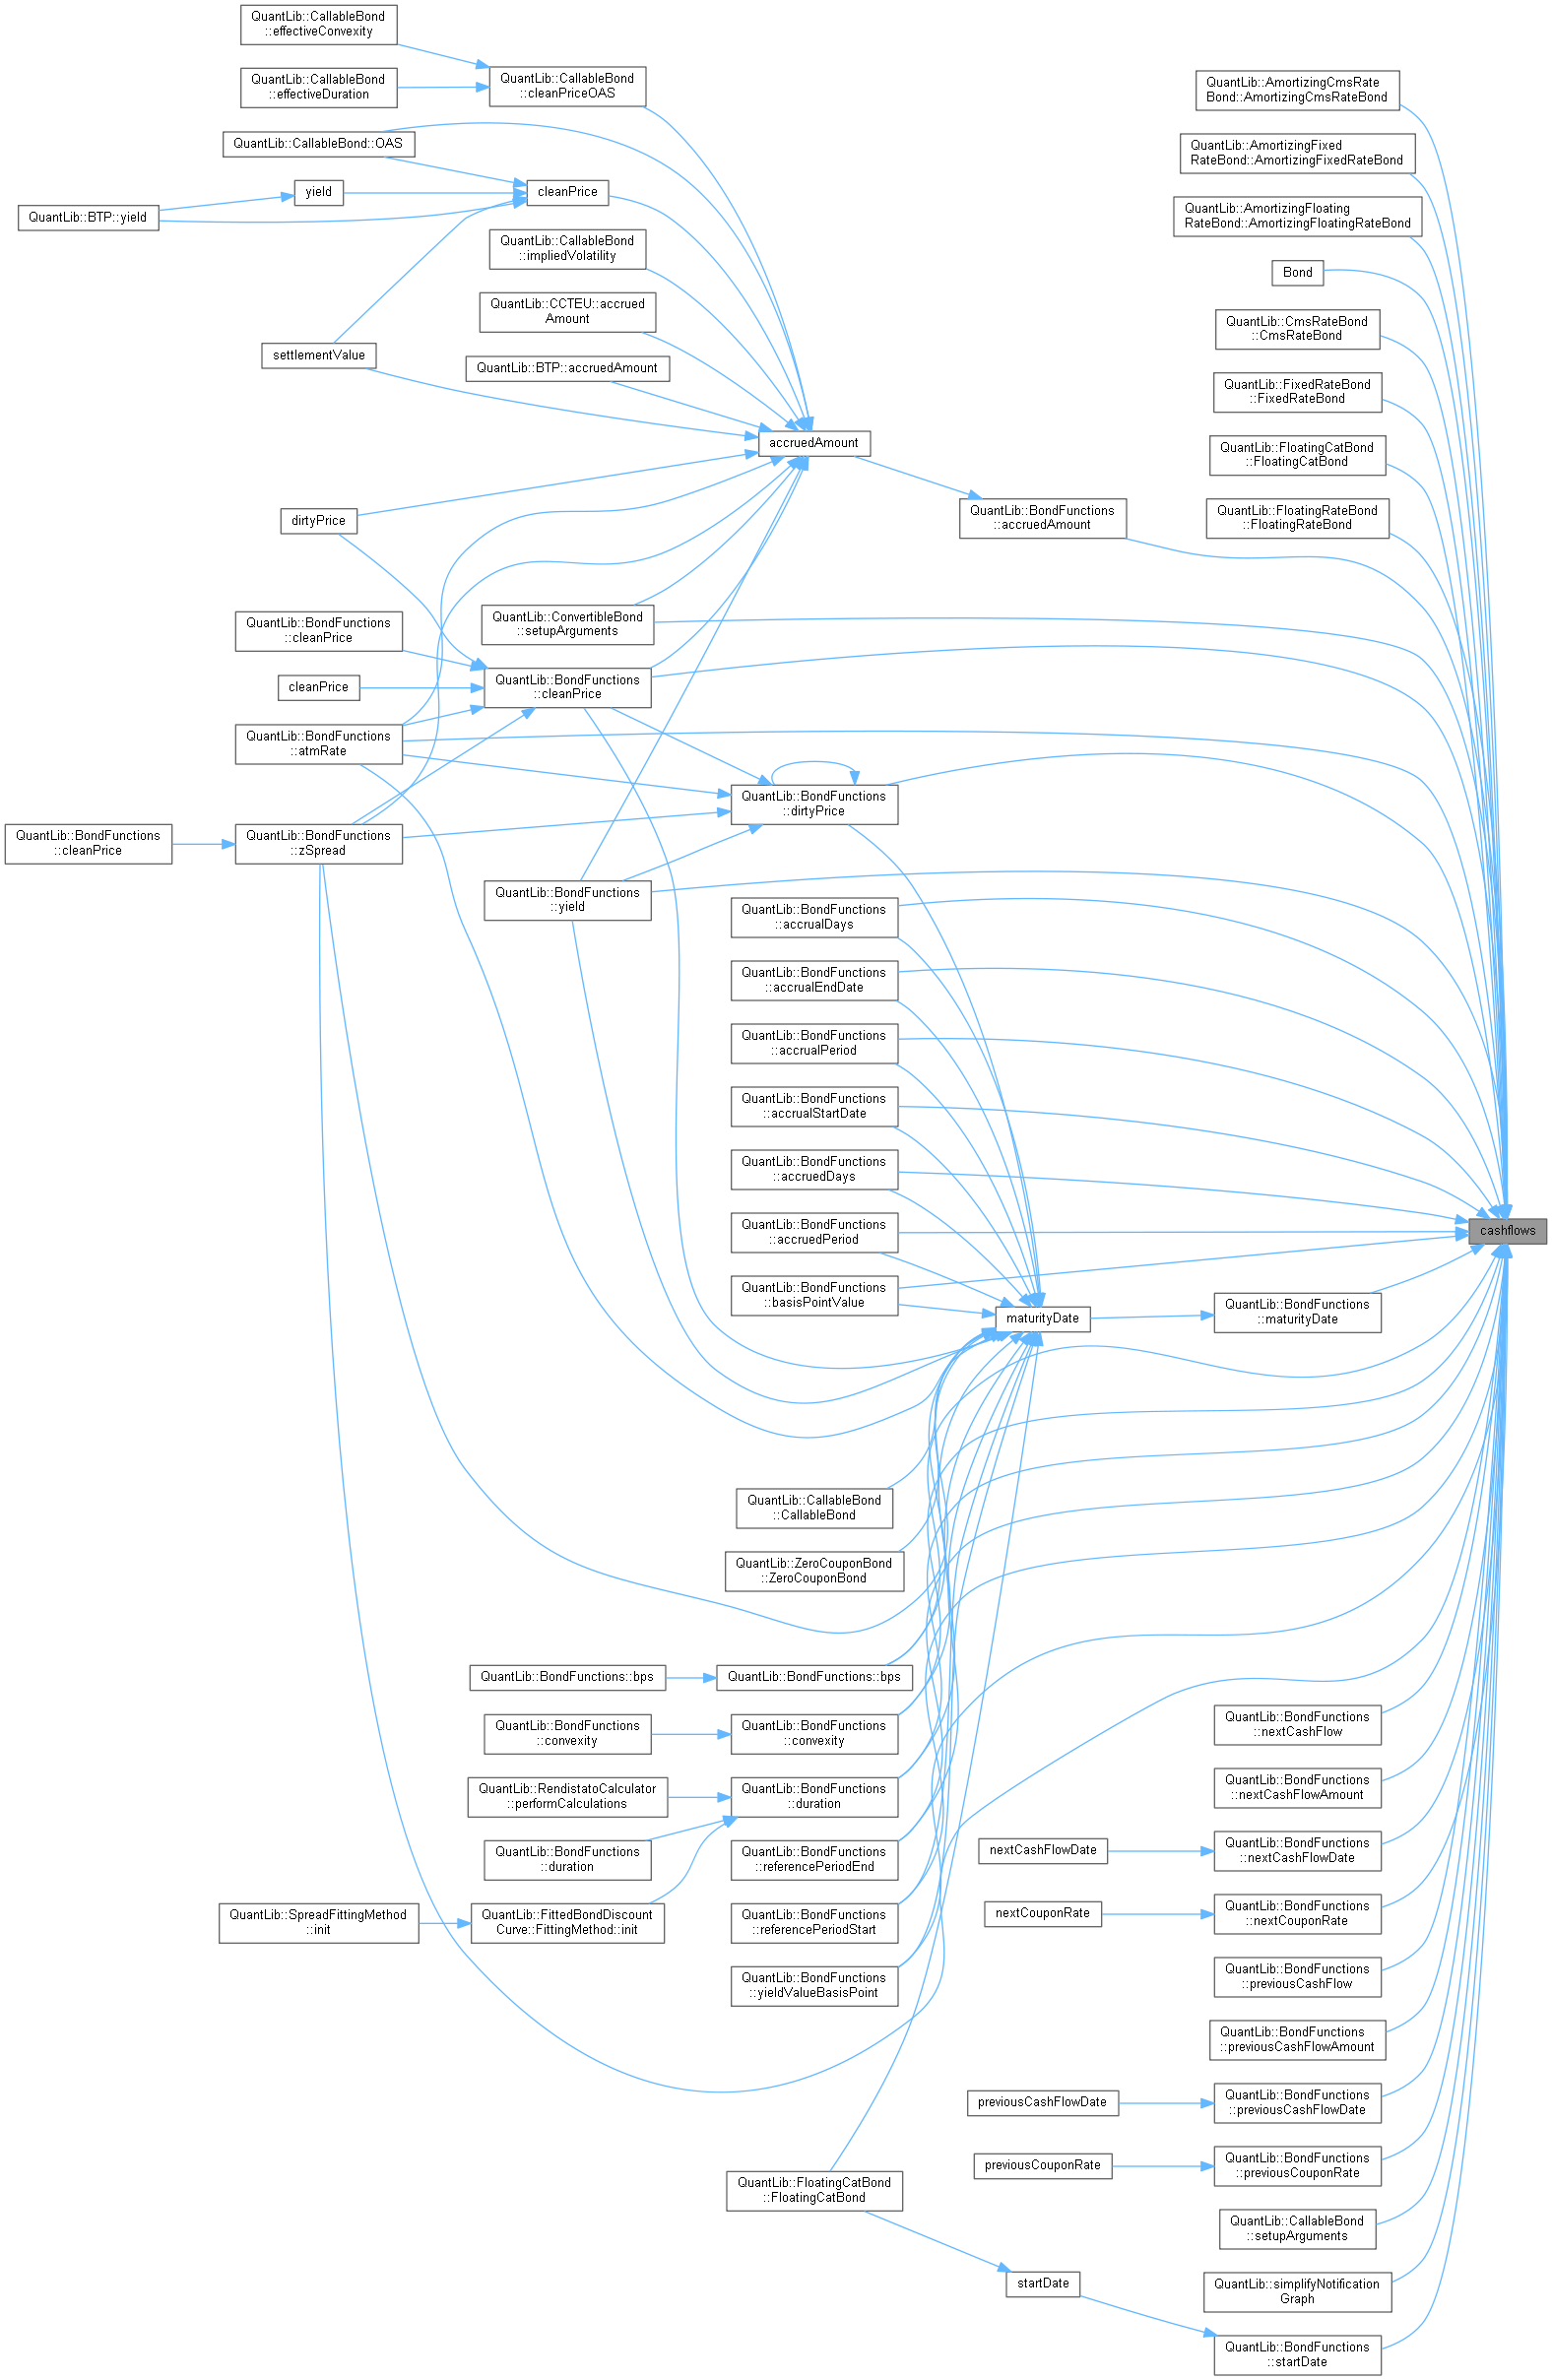 QuantLib::CallableBond
::effectiveConvexity
QuantLib::CallableBond
::effectiveDuration
QuantLib::CallableBond
::cleanPriceOAS
QuantLib::CallableBond::OAS
cleanPrice
yield
QuantLib::BTP::yield
QuantLib::CallableBond
::impliedVolatility
QuantLib::CCTEU::accrued
Amount
settlementValue
QuantLib::BTP::accruedAmount
accruedAmount
QuantLib::BondFunctions
::accruedAmount
dirtyPrice
QuantLib::ConvertibleBond
::setupArguments
QuantLib::BondFunctions
::cleanPrice
QuantLib::BondFunctions
::cleanPrice
cleanPrice
QuantLib::BondFunctions
::atmRate
QuantLib::BondFunctions
::dirtyPrice
QuantLib::BondFunctions
::cleanPrice
QuantLib::BondFunctions
::zSpread
QuantLib::BondFunctions
::yield
QuantLib::BondFunctions
::accrualDays
QuantLib::BondFunctions
::accrualEndDate
QuantLib::BondFunctions
::accrualPeriod
QuantLib::BondFunctions
::accrualStartDate
QuantLib::BondFunctions
::accruedDays
QuantLib::BondFunctions
::accruedPeriod
QuantLib::BondFunctions
::basisPointValue
maturityDate
QuantLib::BondFunctions
::maturityDate
QuantLib::CallableBond
::CallableBond
QuantLib::ZeroCouponBond
::ZeroCouponBond
QuantLib::BondFunctions::bps
QuantLib::BondFunctions::bps
QuantLib::BondFunctions
::convexity
QuantLib::BondFunctions
::convexity
QuantLib::RendistatoCalculator
::performCalculations
QuantLib::BondFunctions
::duration
QuantLib::BondFunctions
::duration
QuantLib::BondFunctions
::referencePeriodEnd
QuantLib::SpreadFittingMethod
::init
QuantLib::FittedBondDiscount
Curve::FittingMethod::init
QuantLib::BondFunctions
::referencePeriodStart
QuantLib::BondFunctions
::yieldValueBasisPoint
QuantLib::FloatingCatBond
::FloatingCatBond
startDate
QuantLib::AmortizingCmsRate
Bond::AmortizingCmsRateBond
QuantLib::AmortizingFixed
RateBond::AmortizingFixedRateBond
QuantLib::AmortizingFloating
RateBond::AmortizingFloatingRateBond
Bond
QuantLib::CmsRateBond
::CmsRateBond
QuantLib::FixedRateBond
::FixedRateBond
QuantLib::FloatingCatBond
::FloatingCatBond
QuantLib::FloatingRateBond
::FloatingRateBond
cashflows
QuantLib::BondFunctions
::nextCashFlow
QuantLib::BondFunctions
::nextCashFlowAmount
nextCashFlowDate
QuantLib::BondFunctions
::nextCashFlowDate
nextCouponRate
QuantLib::BondFunctions
::nextCouponRate
QuantLib::BondFunctions
::previousCashFlow
QuantLib::BondFunctions
::previousCashFlowAmount
previousCashFlowDate
QuantLib::BondFunctions
::previousCashFlowDate
previousCouponRate
QuantLib::BondFunctions
::previousCouponRate
QuantLib::CallableBond
::setupArguments
QuantLib::simplifyNotification
Graph
QuantLib::BondFunctions
::startDate